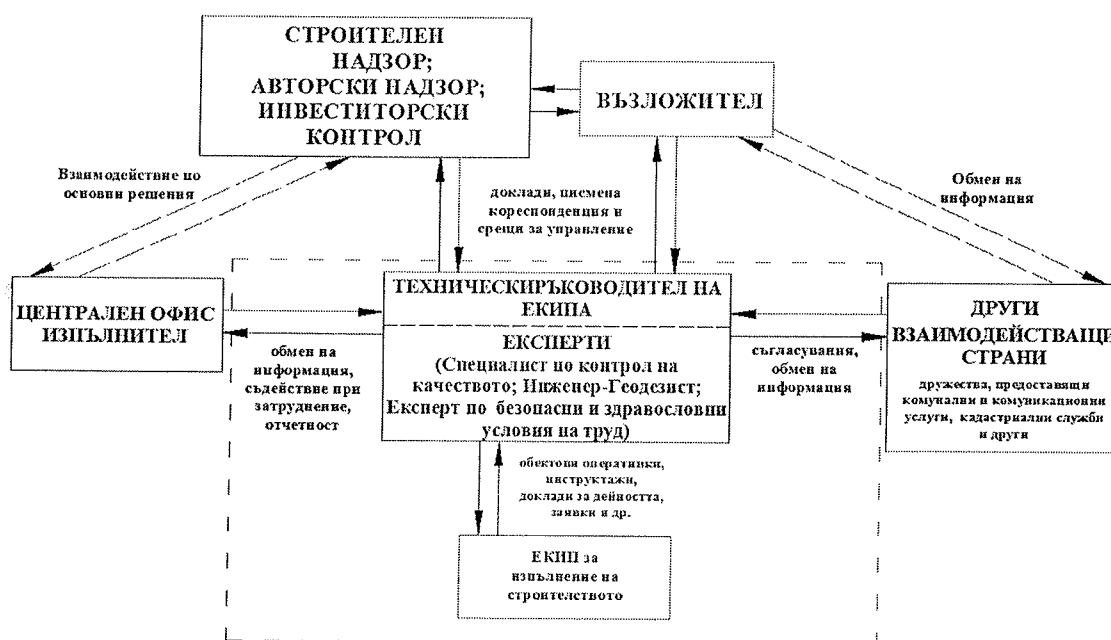 СТРОИТЕЛЕН
НАДЗОР;
АВТОРСКИ НАДЗОР;
ИНВЕСТИТОРСКИ
КОНТРОЛ
ВЪЗЛОЖИТЕЛ
Взаимодействие по
основни решения
доклади, писмена
кореспонденция и
срещи за управление
Обмен на
информация
ЦЕНТРАЛЕН ОФИС
ИЗПЪЛНИТЕЛ
ТЕХНИЧЕСКИРЪКОВОДИТЕЛ НА
ЕКИПА
ЕКСПЕРТИ
(Специалист по контрол на
качеството; Инженер-Геодезист;
Експерт по безопасни и здравословни
условия на труд)
ДРУГИ
ВЗАИМОДЕЙСТВАЩИ
СТРАНИ
дружества, предоставящи
комунални и комуникационни
услуги, кадастриални служби
и други
обмен на
информация,
съдействие при
затруднение,
отчетност
съгласувания,
обмен на
информация
обектови оперативки,
инструктажи,
доклади за дейността,
заявки и др.
ЕКИП за
изпълнение на
строителството